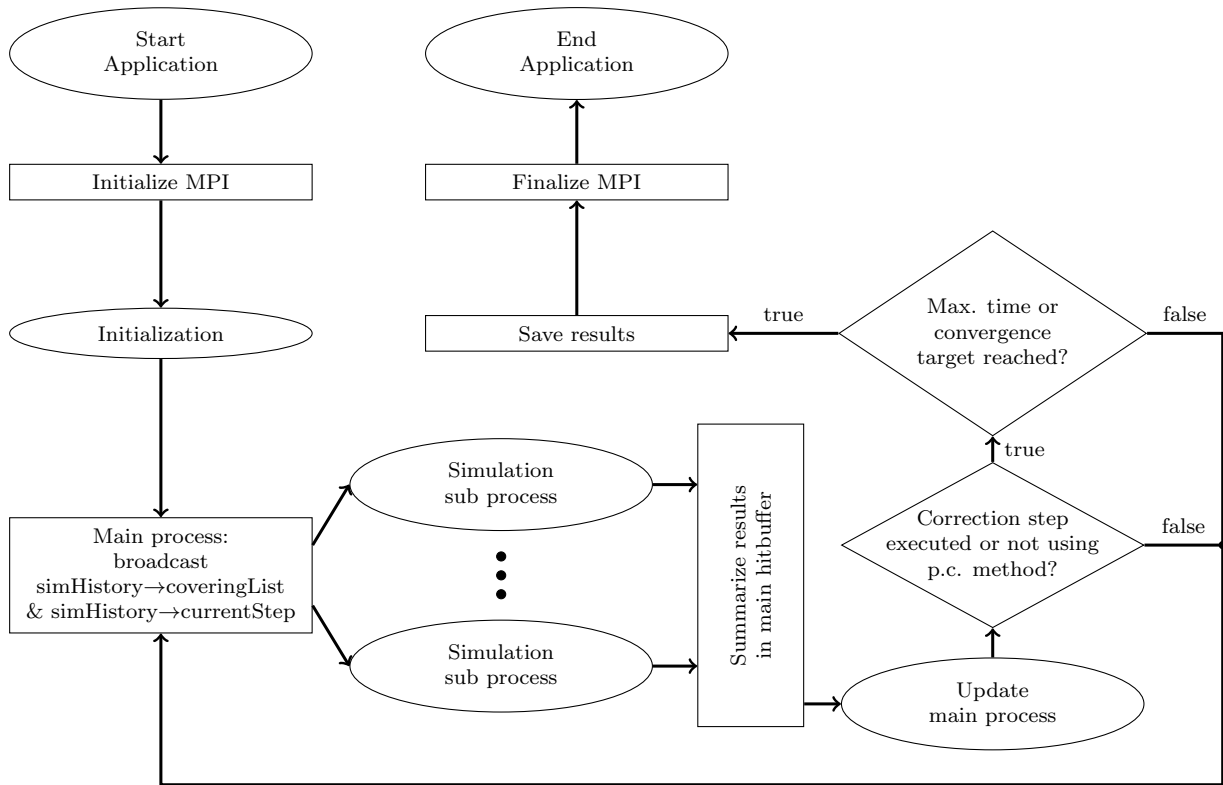 Start
Application
End
Application
Initialize MPI
Finalize MPI
Initialization
Save results
true
Max. time or
convergence
target reached?
false
Main process:
broadcast
simHistory→coveringList
& simHistory→currentStep
Simulation
sub process
Simulation
sub process
Summarize results
in main hitbuffer
true
Correction step
executed or not using
p.c. method?
false
Update
main process